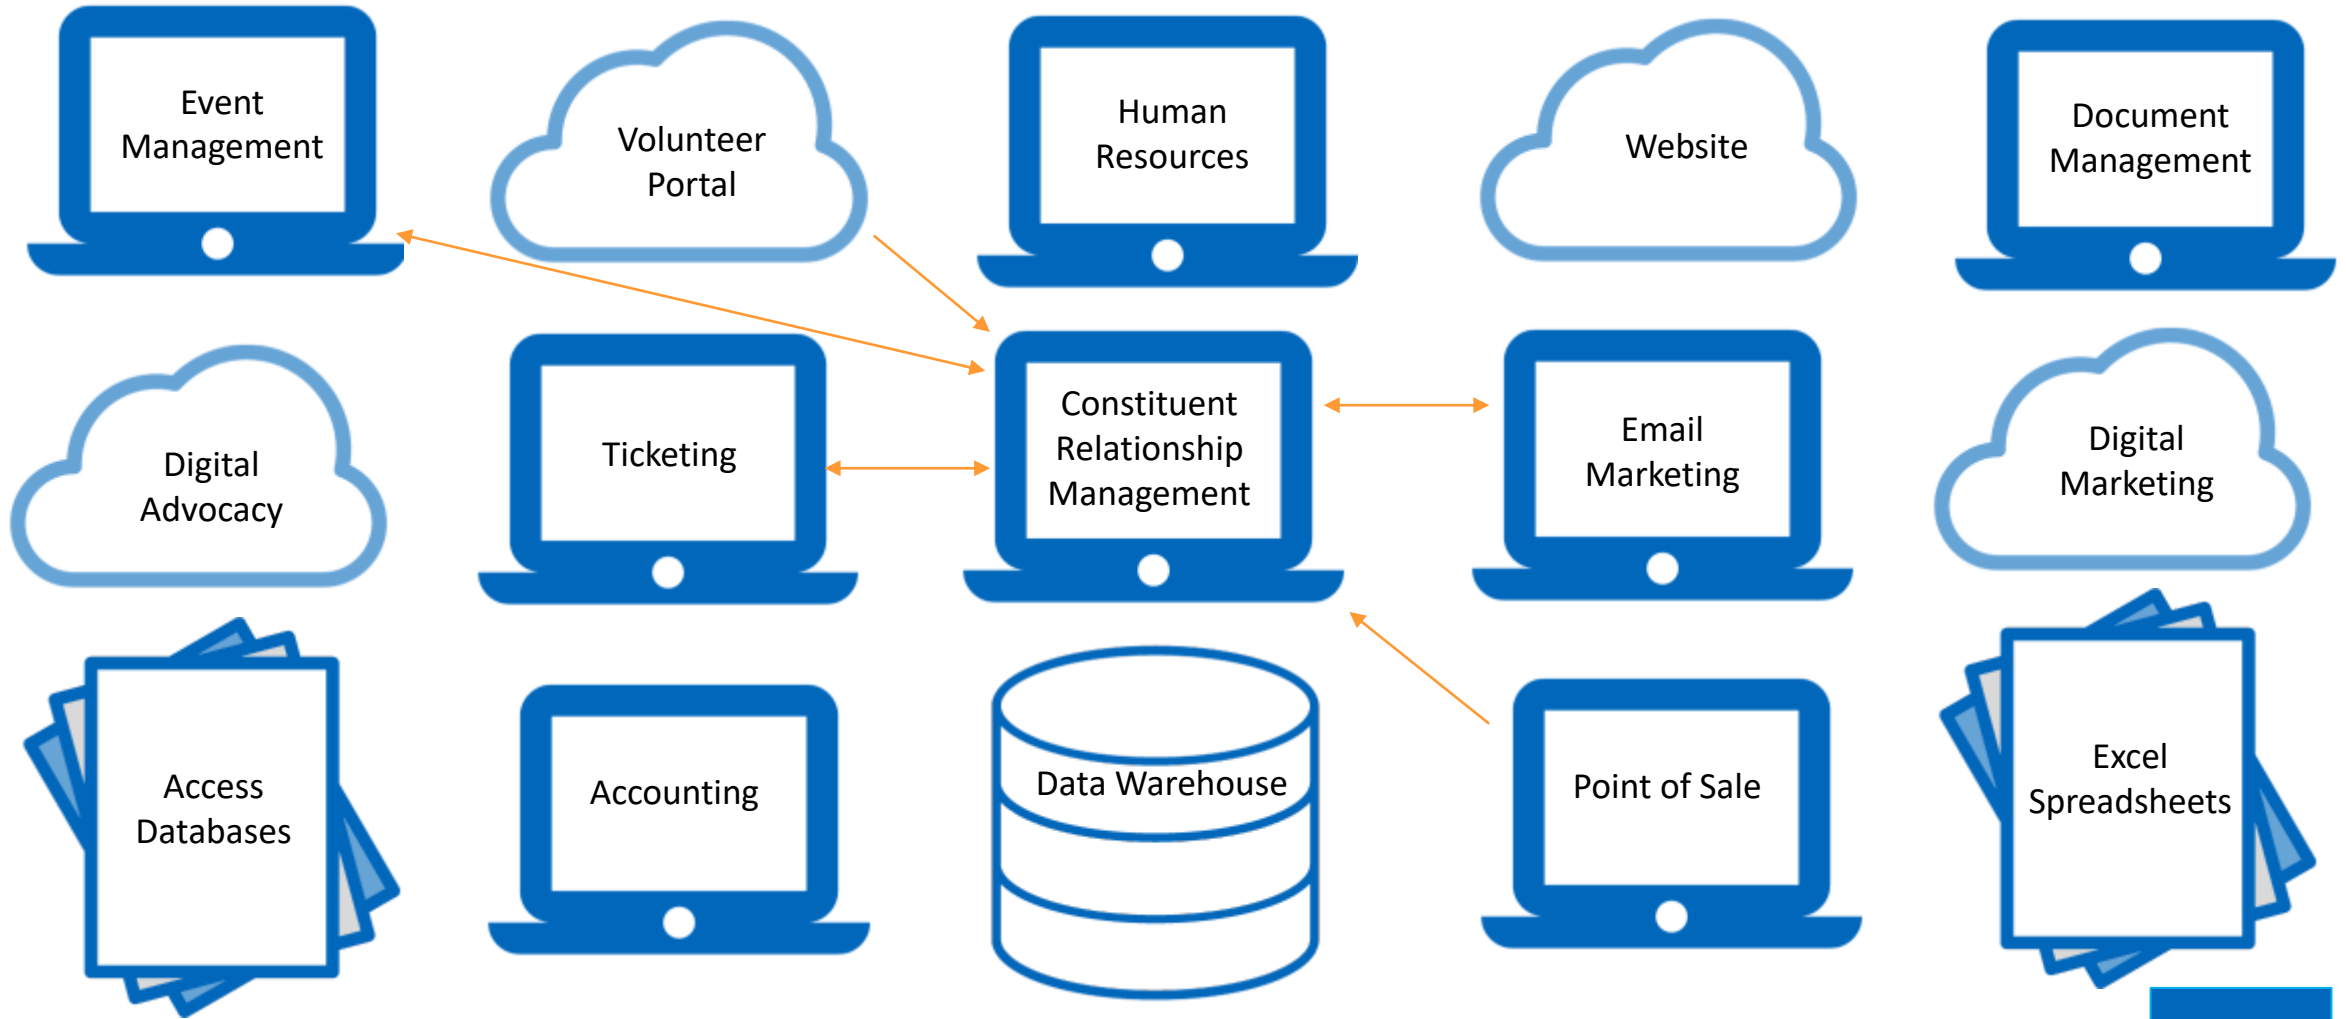 Event
Management
Volunteer
Portal
Human
Resources
Website
Document
Management
Digital
Advocacy
Ticketing
Constituent
Relationship
Management
Email
Marketing
Digital
Marketing
Access
Databases
Accounting
Data Warehouse
Point of Sale
Excel
Spreadsheets